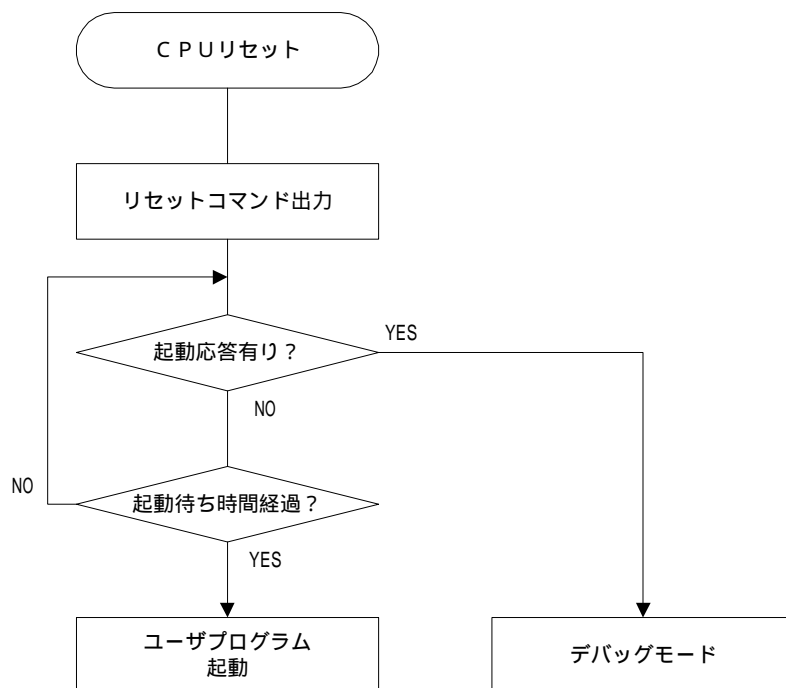 ＣＰＵリセット
リセットコマンド出力
起動応答有り？
YES
NO
起動待ち時間経過？
NO
YES
ユーザプログラム
起動
デバッグモード